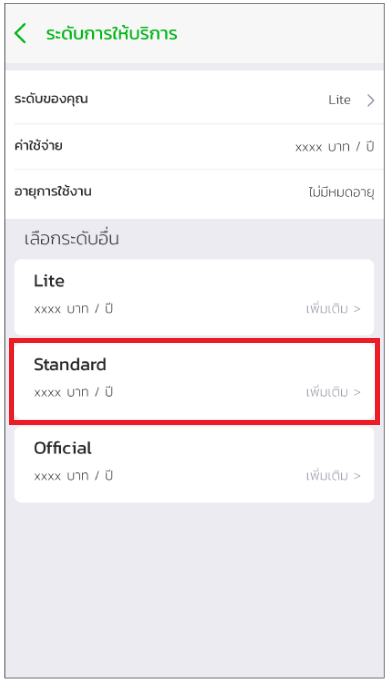 ระดับการให้บริการ
ระดับของคุณ Lite >
ค่าใช้จ่าย xxxx บาท / ปี
อายุการใช้งาน ไม่มีหมดอายุ
เลือกระดับอื่น
Lite
xxxx บาท / ปี เพิ่มเติม >
Standard
xxxx บาท / ปี เพิ่มเติม >
Official
xxxx บาท / ปี เพิ่มเติม >